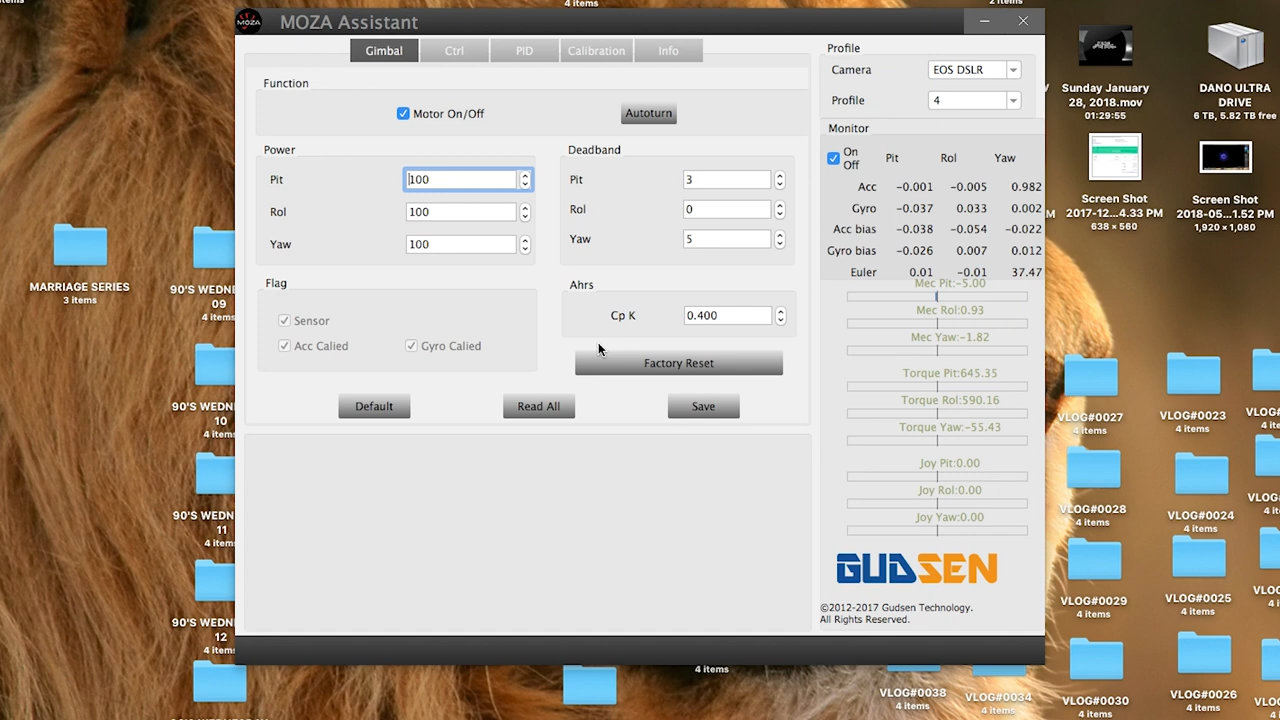 4 items
2 items
MOZA
MOZA Assistant
Gimbal
Ctrl
PID
Calibration
Info
Function
Motor On/Off
Autoturn
Power
Pit 100
Rol 100
Yaw 100
Deadband
Pit 3
Rol 0
Yaw 5
Flag
Sensor
Acc Calied
Gyro Calied
Ahrs
Cp K 0.400
Factory Reset
Default
Read All
Save
Profile
Camera EOS DSLR
Profile 4
Monitor
On
Off
Pit Rol Yaw
Acc −0.001 −0.005 0.982
Gyro −0.037 0.033 0.002
Acc bias −0.038 −0.054 −0.022
Gyro bias −0.026 0.007 0.012
Euler 0.01 −0.01 37.47
Mec Pit:−5.00
Mec Rol:0.93
Mec Yaw:−1.82
Torque Pit:645.35
Torque Rol:590.16
Torque Yaw:−55.43
Joy Pit:0.00
Joy Rol:0.00
Joy Yaw:0.00
GUDSEN
©2012-2017 Gudsen Technology.
All Rights Reserved.
MARRIAGE SERIES
3 items
90'S WEDN
09
4 items
90'S WEDN
10
4 items
90'S WEDN
11
4 items
90'S WEDN
12
4 items
4 items
Sunday January
28, 2018.mov
01:29:55
DANO ULTRA
DRIVE
6 TB, 5.82 TB free
Screen Shot
2017-12...4.33 PM
638 × 560
Screen Shot
2018-05...1.52 PM
1,920 × 1,080
VLOG#0027
4 items
VLOG#0023
4 items
VLOG#0028
4 items
VLOG#0024
4 items
VLOG#0029
4 items
VLOG#0025
4 items
VLOG#0030
4 items
VLOG#0026
4 items
VLOG#0038
4 items
VLOG#0034
4 items